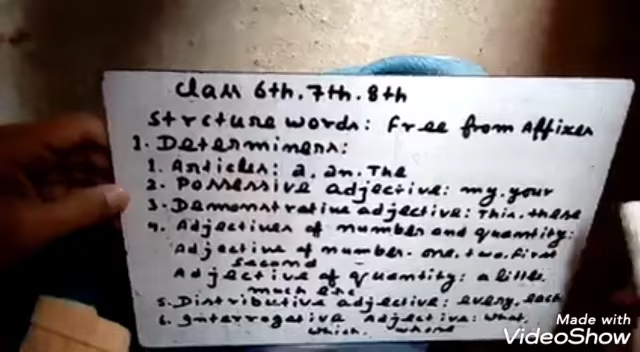 Class 6th. 7th. 8th
Strcture words: Free from Affixes
1. Determiners:
1. Articles: a, an. The
2. Possessive adjective: my. your
3. Demonstrative adjective: This. these
4. Adjectives of number and quantity:
Adjective of number- one, two, first
second
Adjective of quantity: a little,
much etc
5. Distributive adjective: every, each
6. Interrogative Adjective: what,
which. whose
Made with
VideoShow